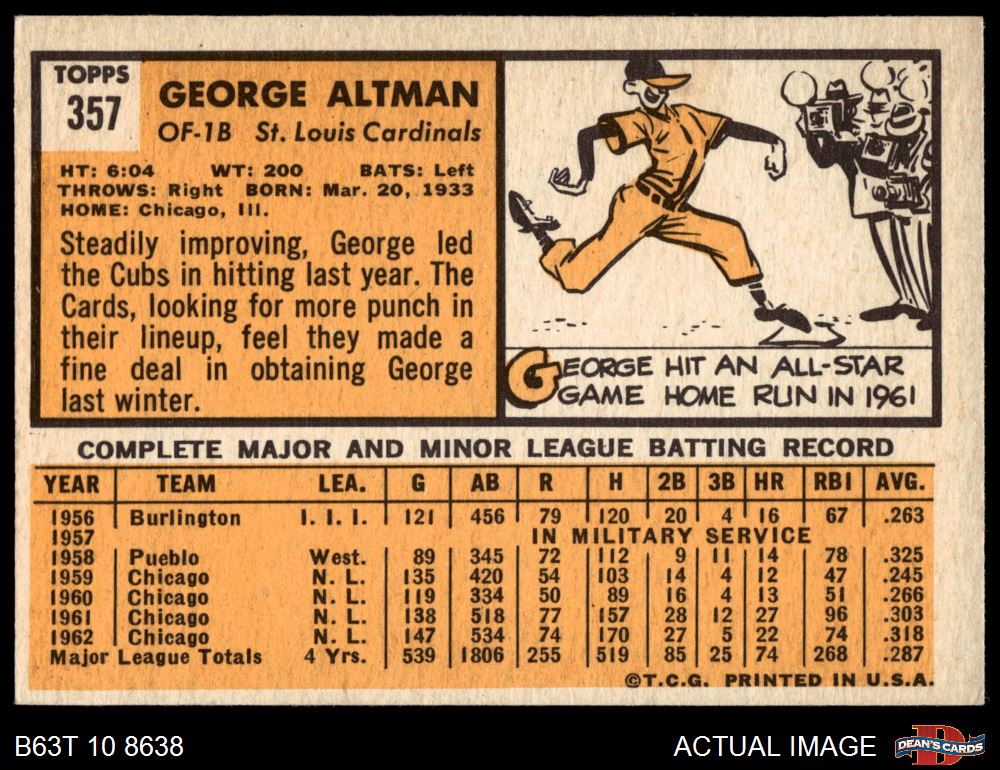 TOPPS
357
GEORGE ALTMAN
OF-1B St. Louis Cardinals
HT: 6:04 WT: 200 BATS: Left
THROWS: Right BORN: Mar. 20, 1933
HOME: Chicago, Ill.
Steadily improving, George led
the Cubs in hitting last year. The
Cards, looking for more punch in
their lineup, feel they made a
fine deal in obtaining George
last winter.
GEORGE HIT AN ALL-STAR
GAME HOME RUN IN 1961
COMPLETE MAJOR AND MINOR LEAGUE BATTING RECORD
YEAR TEAM LEA. G AB R H 2B 3B HR RBI AVG.
1956 Burlington I. I. I. 121 456 79 120 20 4 16 67 .263
1957 IN MILITARY SERVICE
1958 Pueblo West. 89 345 72 112 9 11 14 78 .325
1959 Chicago N. L. 135 420 54 103 14 4 12 47 .245
1960 Chicago N. L. 119 334 50 89 16 4 13 51 .266
1961 Chicago N. L. 138 518 77 157 28 12 27 96 .303
1962 Chicago N. L. 147 534 74 170 27 5 22 74 .318
Major League Totals 4 Yrs. 539 1806 255 519 85 25 74 268 .287
©T.C.G. PRINTED IN U.S.A.
B63T 10 8638
ACTUAL IMAGE
DEAN'S CARDS